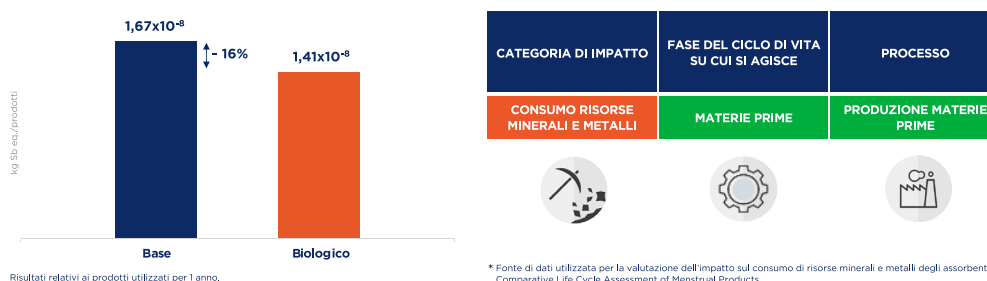 1,67x10⁻⁸
- 16%
1,41x10⁻⁸
kg Sb eq./prodotti
Base
Biologico
Risultati relativi ai prodotti utilizzati per 1 anno.
CATEGORIA DI IMPATTO
FASE DEL CICLO DI VITA
SU CUI SI AGISCE
PROCESSO
CONSUMO RISORSE
MINERALI E METALLI
MATERIE PRIME
PRODUZIONE MATERIE
PRIME
* Fonte di dati utilizzata per la valutazione dell'impatto sul consumo di risorse minerali e metalli degli assorbent
Comparative Life Cycle Assessment of Menstrual Products